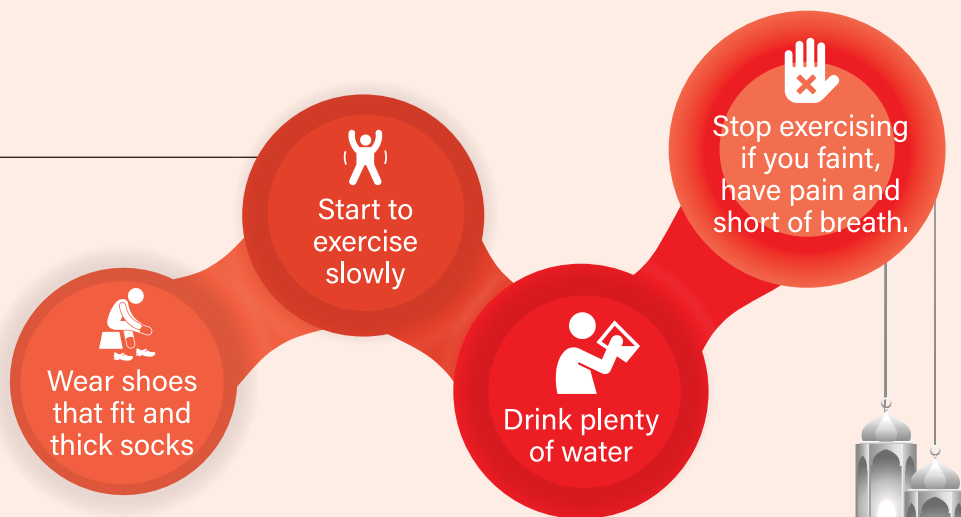 Wear shoes
that fit and
thick socks
Start to
exercise
slowly
Drink plenty
of water
Stop exercising
if you faint,
have pain and
short of breath.